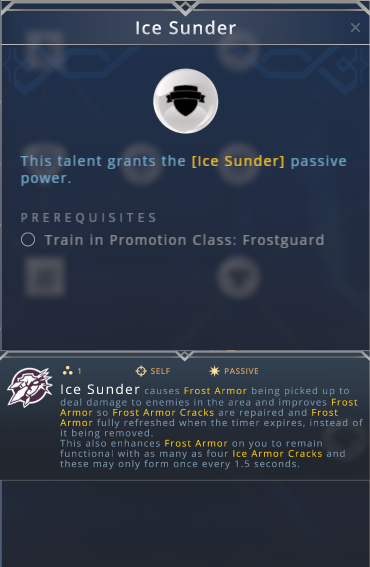 Ice Sunder
This talent grants the [Ice Sunder] passive
power.
PREREQUISITES
Train in Promotion Class: Frostguard
1 SELF PASSIVE
Ice Sunder causes Frost Armor being picked up to
deal damage to enemies in the area and improves Frost
Armor so Frost Armor Cracks are repaired and Frost
Armor fully refreshed when the timer expires, instead of
it being removed.
This also enhances Frost Armor on you to remain
functional with as many as four Ice Armor Cracks and
these may only form once every 1.5 seconds.